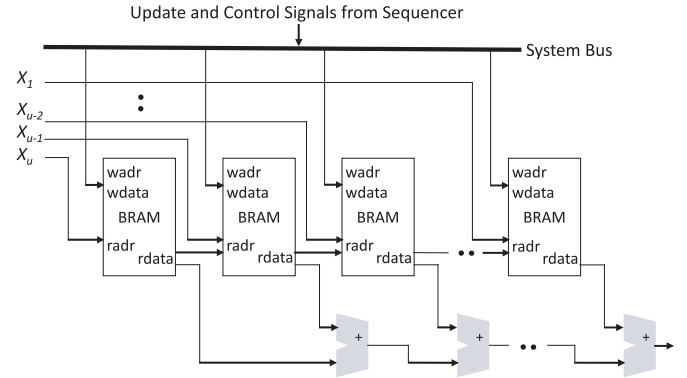 Update and Control Signals from Sequencer
System Bus
X1
Xu-2
Xu-1
Xu
wadr
wdata
BRAM
radr
rdata
wadr
wdata
BRAM
radr
rdata
wadr
wdata
BRAM
radr
rdata
wadr
wdata
BRAM
radr
rdata
+
+
+